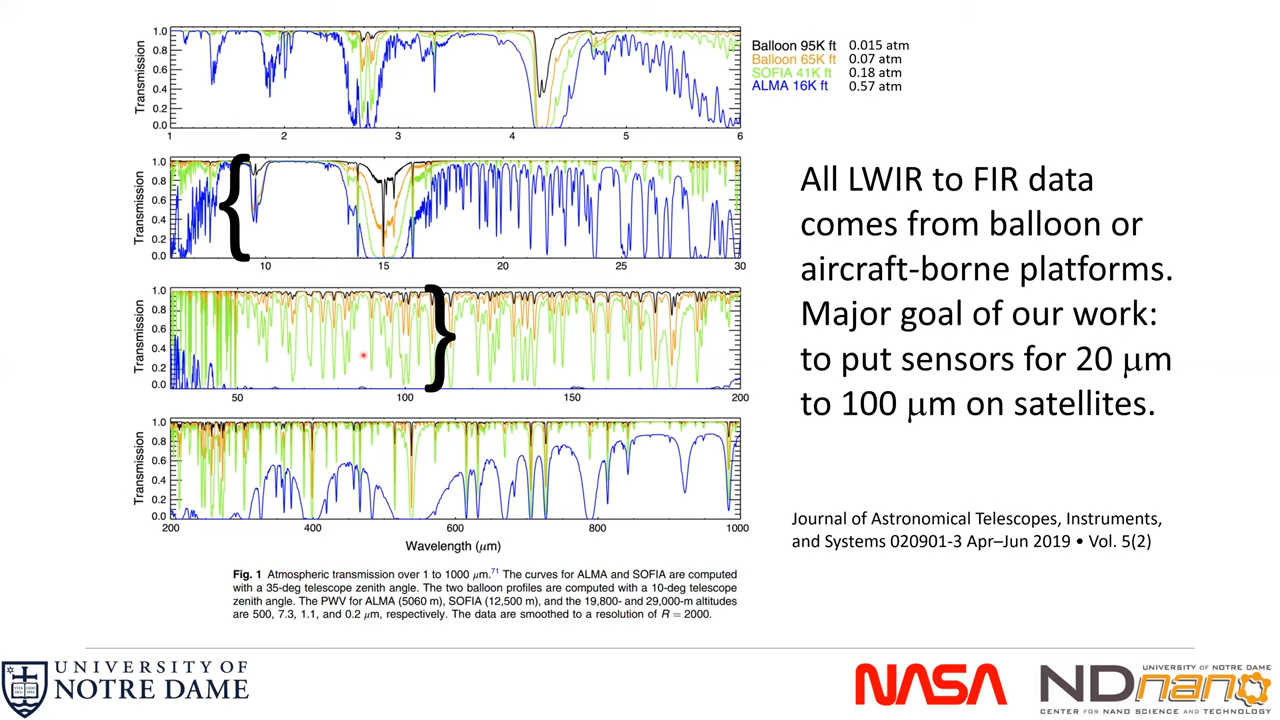 Transmission
1.0
0.8
0.6
0.4
0.2
0.0
1 2 3 4 5 6
Balloon 95K ft 0.015 atm
Balloon 65K ft 0.07 atm
SOFIA 41K ft 0.18 atm
ALMA 16K ft 0.57 atm
Transmission
1.0
0.8
0.6
0.4
0.2
0.0
10 15 20 25 30
{
Transmission
1.0
0.8
0.6
0.4
0.2
0.0
50 100 150 200
}
Transmission
1.0
0.8
0.6
0.4
0.2
0.0
200 400 600 800 1000
Wavelength (μm)
Fig. 1 Atmospheric transmission over 1 to 1000 μm.71 The curves for ALMA and SOFIA are computed
with a 35-deg telescope zenith angle. The two balloon profiles are computed with a 10-deg telescope
zenith angle. The PWV for ALMA (5060 m), SOFIA (12,500 m), and the 19,800- and 29,000-m altitudes
are 500, 7.3, 1.1, and 0.2 μm, respectively. The data are smoothed to a resolution of R = 2000.
All LWIR to FIR data
comes from balloon or
aircraft-borne platforms.
Major goal of our work:
to put sensors for 20 μm
to 100 μm on satellites.
Journal of Astronomical Telescopes, Instruments,
and Systems 020901-3 Apr–Jun 2019 • Vol. 5(2)
UNIVERSITY OF
NOTRE DAME
NASA
UNIVERSITY OF NOTRE DAME
NDnano
CENTER FOR NANO SCIENCE AND TECHNOLOGY